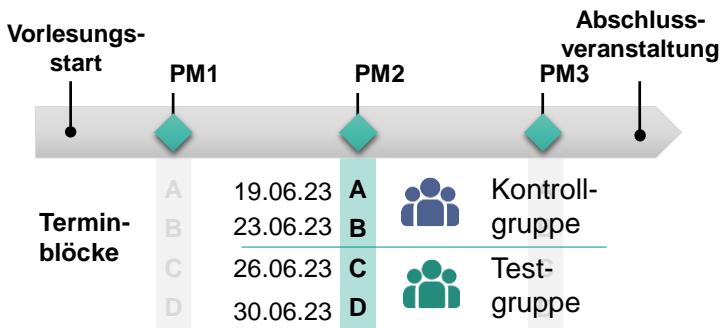 Vorlesungs-
start
PM1
PM2
PM3
Abschluss-
veranstaltung
Termin-
blöcke
A
B
C
D
19.06.23 A
23.06.23 B
26.06.23 C
30.06.23 D
Kontroll-
gruppe
Test-
gruppe